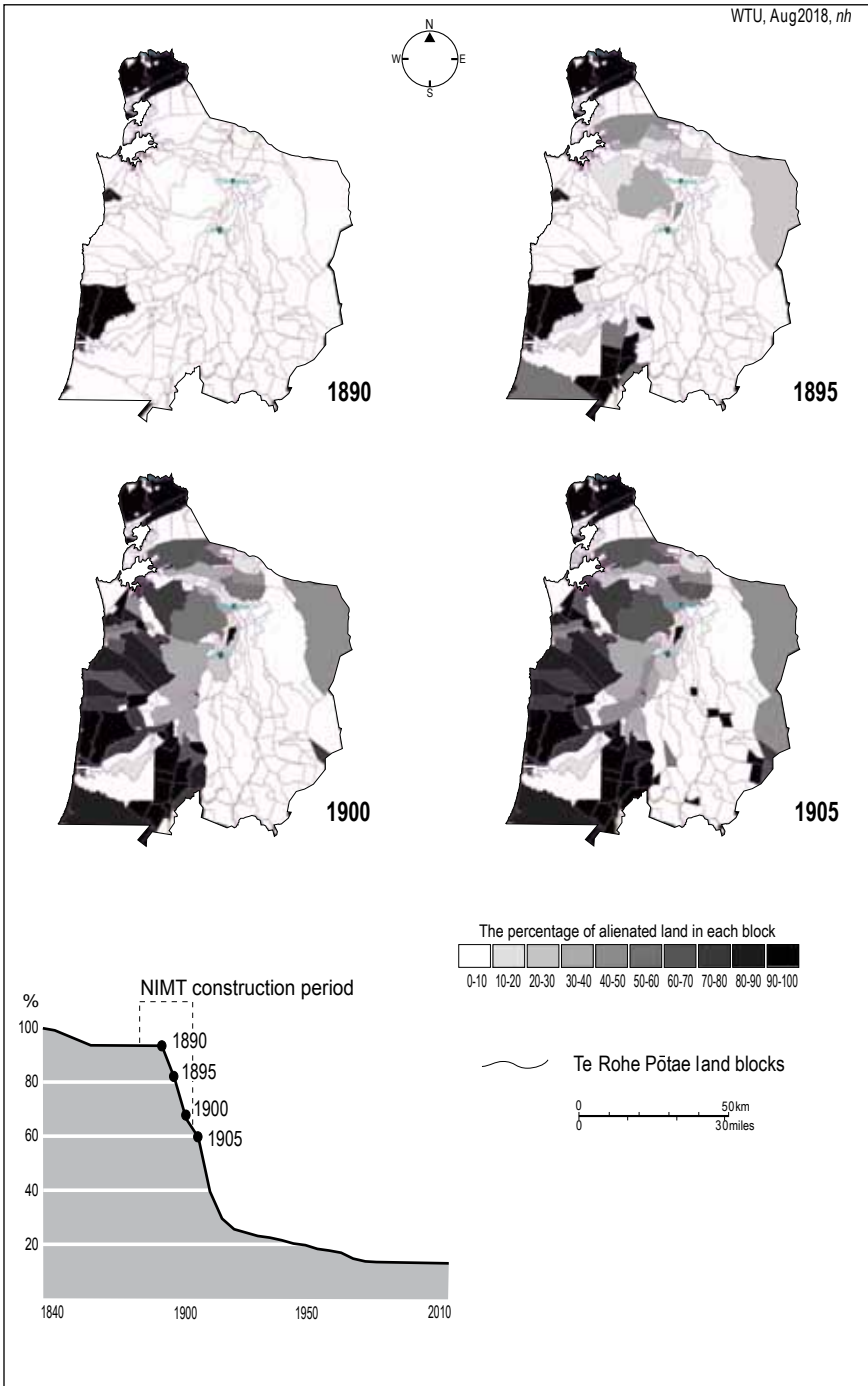 WTU, Aug2018, nh
N
W E
S
1890
1895
1900
1905
The percentage of alienated land in each block
0-10 10-20 20-30 30-40 40-50 50-60 60-70 70-80 80-90 90-100
NIMT construction period
%
100
80
60
40
20
1890
1895
1900
1905
1840 1900 1950 2010
Te Rohe Pōtae land blocks
0 50km
0 30miles